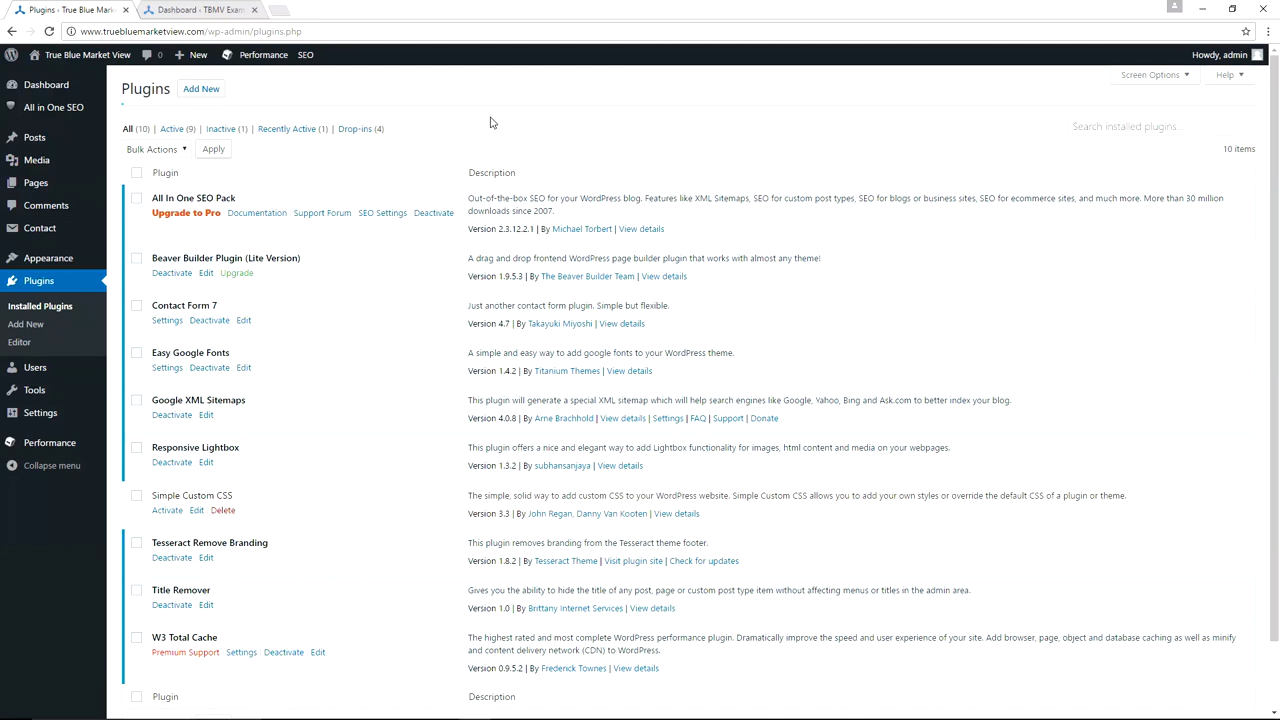 Plugins ‹ True Blue Mark
Dashboard ‹ TBMV Exam
www.truebluemarketview.com/wp-admin/plugins.php
True Blue Market View 0 New Performance SEO Howdy, admin
Dashboard
All in One SEO
Posts
Media
Pages
Comments
Contact
Appearance
Plugins
Installed Plugins
Add New
Editor
Users
Tools
Settings
Performance
Collapse menu
Screen Options Help
Plugins Add New
All (10) | Active (9) | Inactive (1) | Recently Active (1) | Drop-ins (4)
Search installed plugins...
Bulk Actions Apply
10 items
Plugin Description
All In One SEO Pack
Upgrade to Pro Documentation Support Forum SEO Settings Deactivate
Out-of-the-box SEO for your WordPress blog. Features like XML Sitemaps, SEO for custom post types, SEO for blogs or business sites, SEO for ecommerce sites, and much more. More than 30 million
downloads since 2007.
Version 2.3.12.2.1 | By Michael Torbert | View details
Beaver Builder Plugin (Lite Version)
Deactivate Edit Upgrade
A drag and drop frontend WordPress page builder plugin that works with almost any theme!
Version 1.9.5.3 | By The Beaver Builder Team | View details
Contact Form 7
Settings Deactivate Edit
Just another contact form plugin. Simple but flexible.
Version 4.7 | By Takayuki Miyoshi | View details
Easy Google Fonts
Settings Deactivate Edit
A simple and easy way to add google fonts to your WordPress theme.
Version 1.4.2 | By Titanium Themes | View details
Google XML Sitemaps
Deactivate Edit
This plugin will generate a special XML sitemap which will help search engines like Google, Yahoo, Bing and Ask.com to better index your blog.
Version 4.0.8 | By Arne Brachhold | View details | Settings | FAQ | Support | Donate
Responsive Lightbox
Deactivate Edit
This plugin offers a nice and elegant way to add Lightbox functionality for images, html content and media on your webpages.
Version 1.3.2 | By subhansanjaya | View details
Simple Custom CSS
Activate Edit Delete
The simple, solid way to add custom CSS to your WordPress website. Simple Custom CSS allows you to add your own styles or override the default CSS of a plugin or theme.
Version 3.3 | By John Regan, Danny Van Kooten | View details
Tesseract Remove Branding
Deactivate Edit
This plugin removes branding from the Tesseract theme footer.
Version 1.8.2 | By Tesseract Theme | Visit plugin site | Check for updates
Title Remover
Deactivate Edit
Gives you the ability to hide the title of any post, page or custom post type item without affecting menus or titles in the admin area.
Version 1.0 | By Brittany Internet Services | View details
W3 Total Cache
Premium Support Settings Deactivate Edit
The highest rated and most complete WordPress performance plugin. Dramatically improve the speed and user experience of your site. Add browser, page, object and database caching as well as minify
and content delivery network (CDN) to WordPress.
Version 0.9.5.2 | By Frederick Townes | View details
Plugin Description